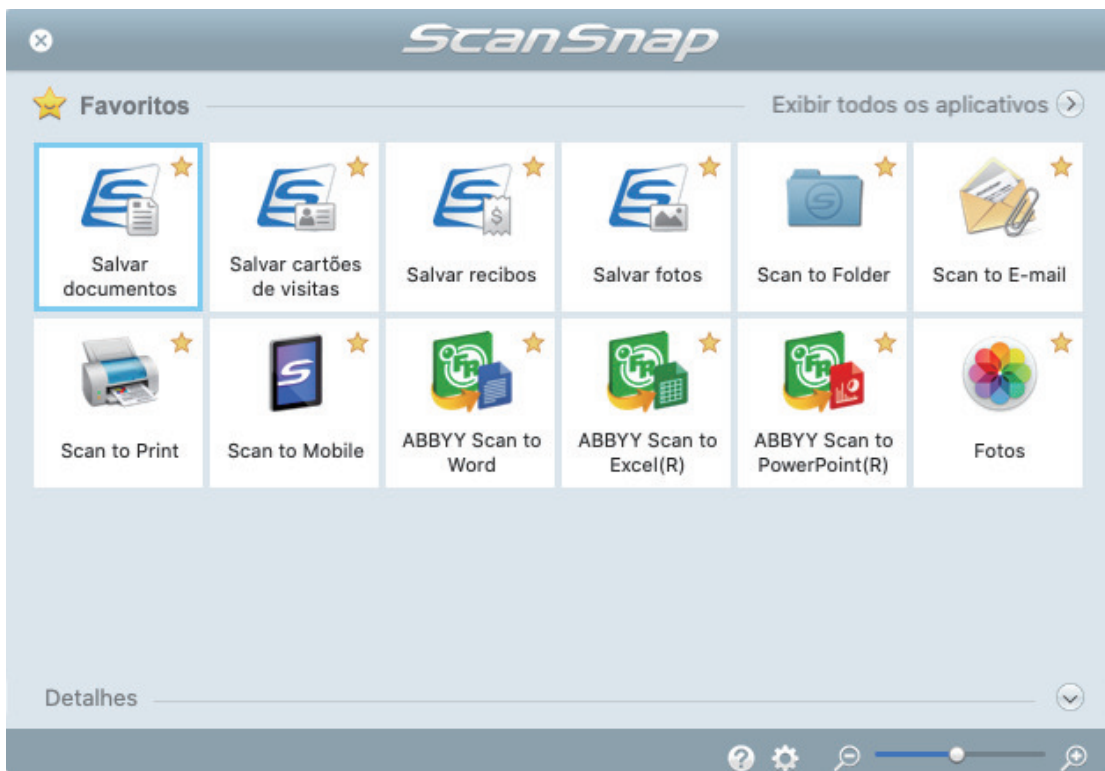 ScanSnap
Favoritos
Exibir todos os aplicativos
Salvar
documentos
Salvar cartões
de visitas
Salvar recibos
Salvar fotos
Scan to Folder
Scan to E-mail
Scan to Print
Scan to Mobile
ABBYY Scan to
Word
ABBYY Scan to
Excel(R)
ABBYY Scan to
PowerPoint(R)
Fotos
Detalhes